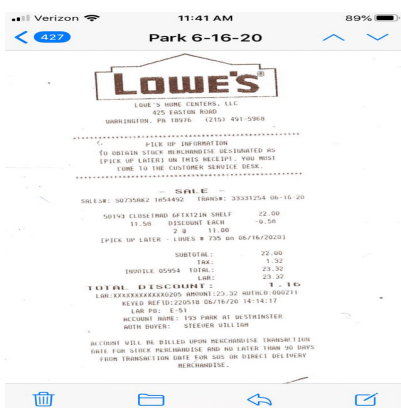 Verizon 11:41 AM 89%
427 Park 6-16-20
LOWE'S
LOWE'S HOME CENTERS, LLC
425 EASTON ROAD
WARRINGTON, PA 18976 (215) 491-5968
PICK UP INFORMATION
TO OBTAIN STOCK MERCHANDISE DESIGNATED AS
[PICK UP LATER] ON THIS RECEIPT, YOU MUST
COME TO THE CUSTOMER SERVICE DESK.
- SALE -
SALES#: S0735RK2 1654492 TRANS#: 33331254 06-16-20
50193 CLOSETMAD 6FTX12IN SHELF 22.00
11.58 DISCOUNT EACH -0.58
2 @ 11.00
[PICK UP LATER - LOWES # 735 on 06/16/2020]
SUBTOTAL: 22.00
TAX: 1.32
INVOICE 05954 TOTAL: 23.32
LAR: 23.32
TOTAL DISCOUNT: 1.16
LAR:XXXXXXXXXXXX0205 AMOUNT:23.32 AUTHCD:000211
KEYED REFID:220518 06/16/20 14:14:17
LAR PO: E-51
ACCOUNT NAME: 193 PARK AT WESTMINSTER
AUTH BUYER: STEEVER WILLIAM
ACCOUNT WILL BE BILLED UPON MERCHANDISE TRANSACTION
DATE FOR STOCK MERCHANDISE AND NO LATER THAN 90 DAYS
FROM TRANSACTION DATE FOR SOS OR DIRECT DELIVERY
MERCHANDISE.